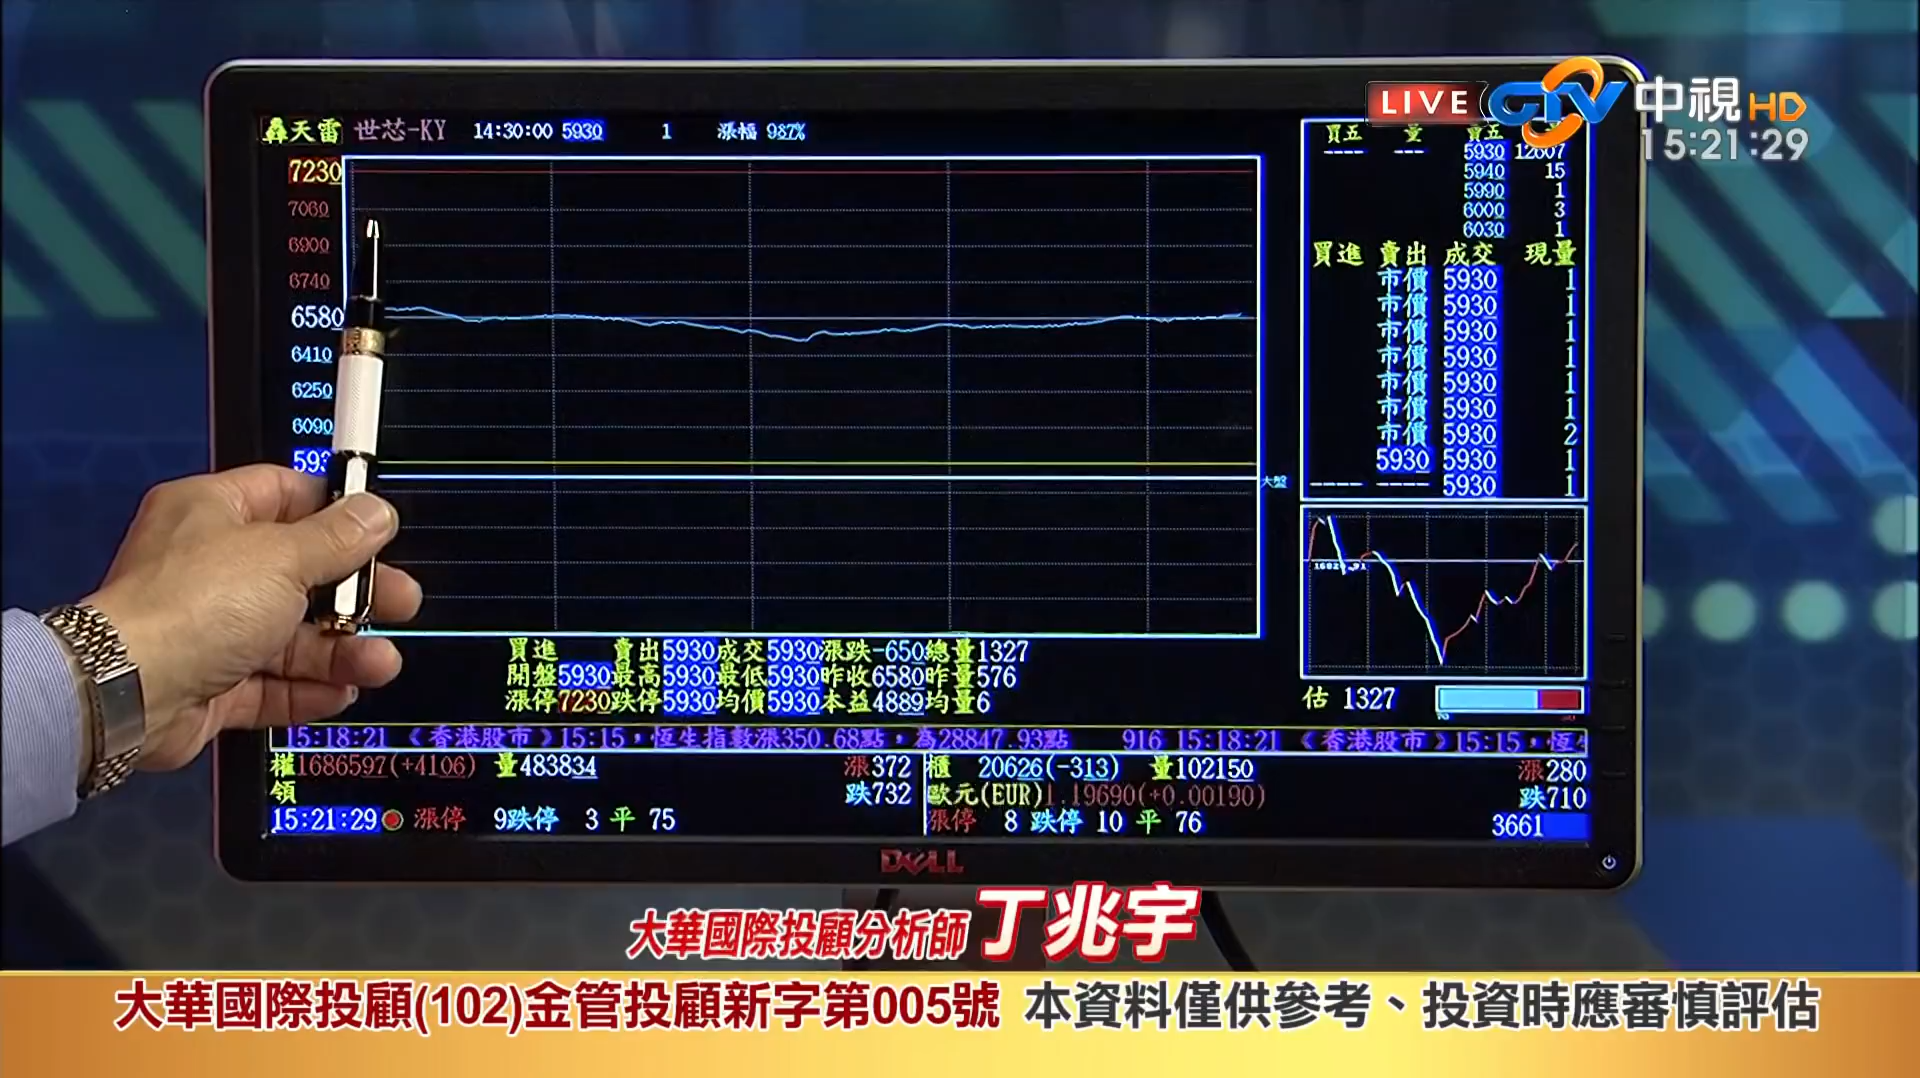 LIVE CTV 中視 HD
15:21:29
天雷 世芯-KY 14:30:00 5930 1 漲幅 9.87%
7230
7060
6900
6740
6580
6410
6250
6090
593
大盤
買五 量 賣五
---- --- 5930 12607
5940 15
5990 1
6000 3
6030 1
買進 賣出 成交 現量
市價 5930 1
市價 5930 1
市價 5930 1
市價 5930 1
市價 5930 1
市價 5930 1
市價 5930 2
5930 5930 1
---- ---- 5930 1
估 1327
買進 賣出5930成交5930漲跌-650總量1327
開盤5930最高5930最低5930昨收6580昨量576
漲停7230跌停5930均價5930本益4889均量6
15:18:21 《香港股市》15:15，恆生指數漲350.68點，為28847.93點 916 15:18:21 《香港股市》15:15，恆生
權1686597(+4106) 量483834 漲372
領 跌732
15:21:29 漲停 9跌停 3 平 75
櫃 20626(-313) 量102150 漲280
歐元(EUR)1.19690(+0.00190) 跌710
漲停 8 跌停 10 平 76 3661
DELL
大華國際投顧分析師 丁兆宇
大華國際投顧(102)金管投顧新字第005號 本資料僅供參考、投資時應審慎評估